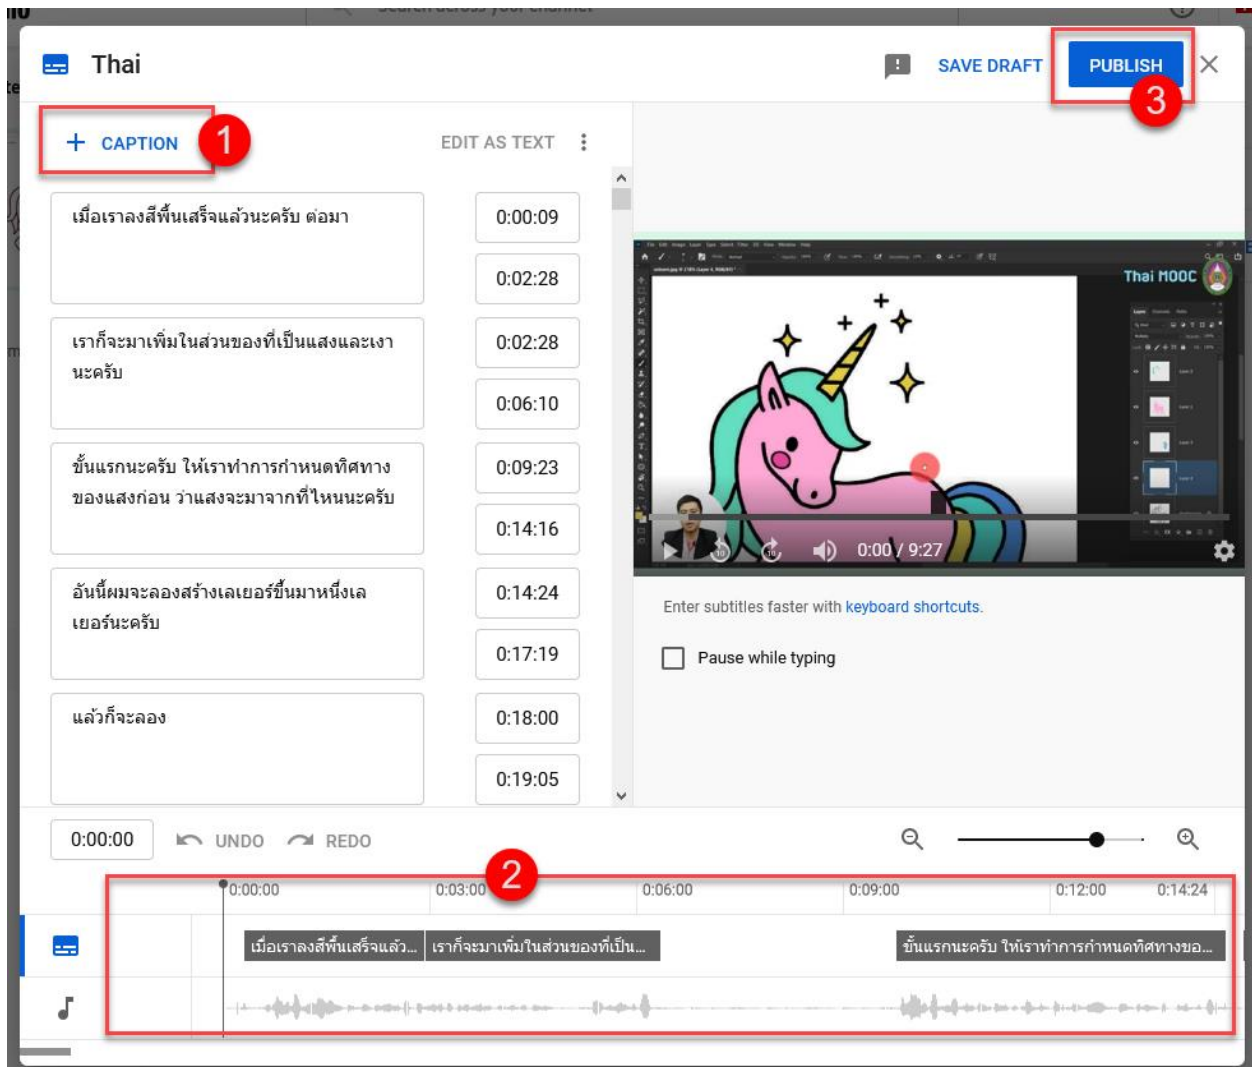 Search across your channel
Thai
SAVE DRAFT
PUBLISH
3
+ CAPTION
1
EDIT AS TEXT
เมื่อเราลงสีพื้นเสร็จแล้วนะครับ ต่อมา
0:00:09
0:02:28
เราก็จะมาเพิ่มในส่วนของที่เป็นแสงและเงา
นะครับ
0:02:28
0:06:10
ขั้นแรกนะครับ ให้เราทำการกำหนดทิศทาง
ของแสงก่อน ว่าแสงจะมาจากที่ไหนนะครับ
0:09:23
0:14:16
อันนี้ผมจะลองสร้างเลเยอร์ขึ้นมาหนึ่งเล
เยอร์นะครับ
0:14:24
0:17:19
แล้วก็จะลอง
0:18:00
0:19:05
Thai MOOC
0:00 / 9:27
Enter subtitles faster with keyboard shortcuts.
Pause while typing
0:00:00
UNDO
REDO
2
0:00:00
0:03:00
0:06:00
0:09:00
0:12:00
0:14:24
เมื่อเราลงสีพื้นเสร็จแล้ว...
เราก็จะมาเพิ่มในส่วนของที่เป็น...
ขั้นแรกนะครับ ให้เราทำการกำหนดทิศทางขอ...